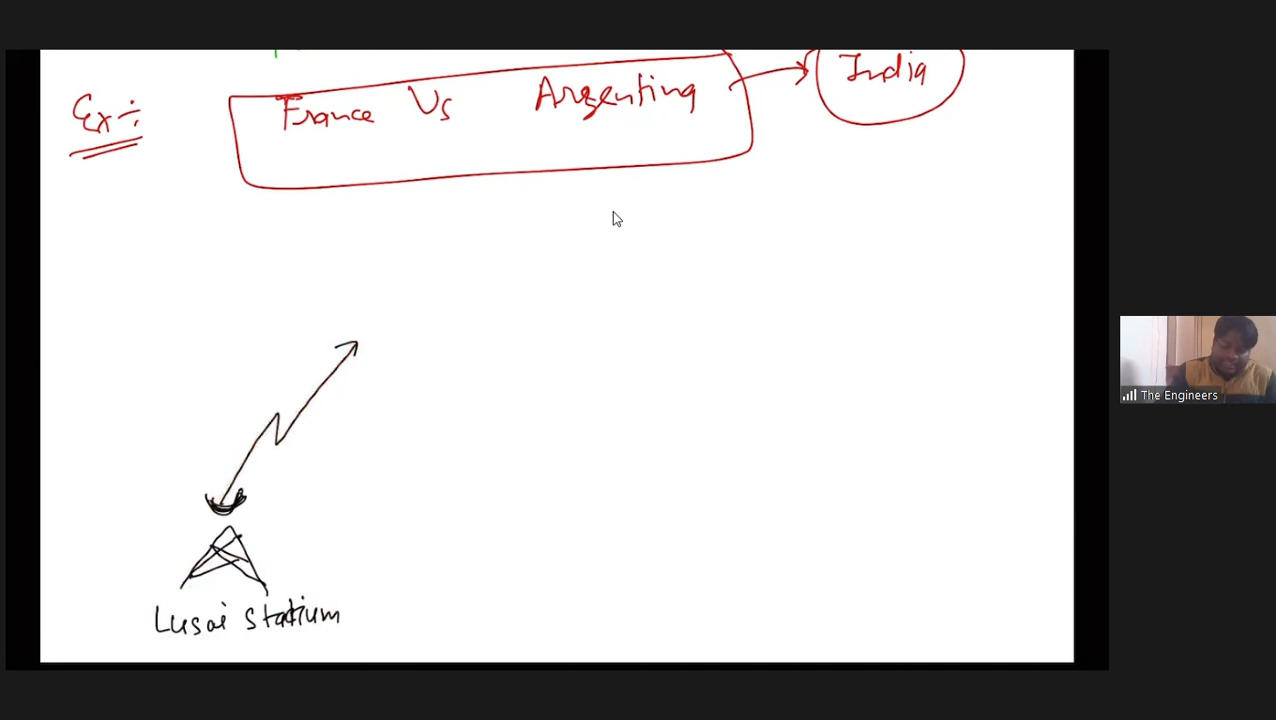 Ex:-
France Vs Argentina
India
Lusai Stadium
The Engineers